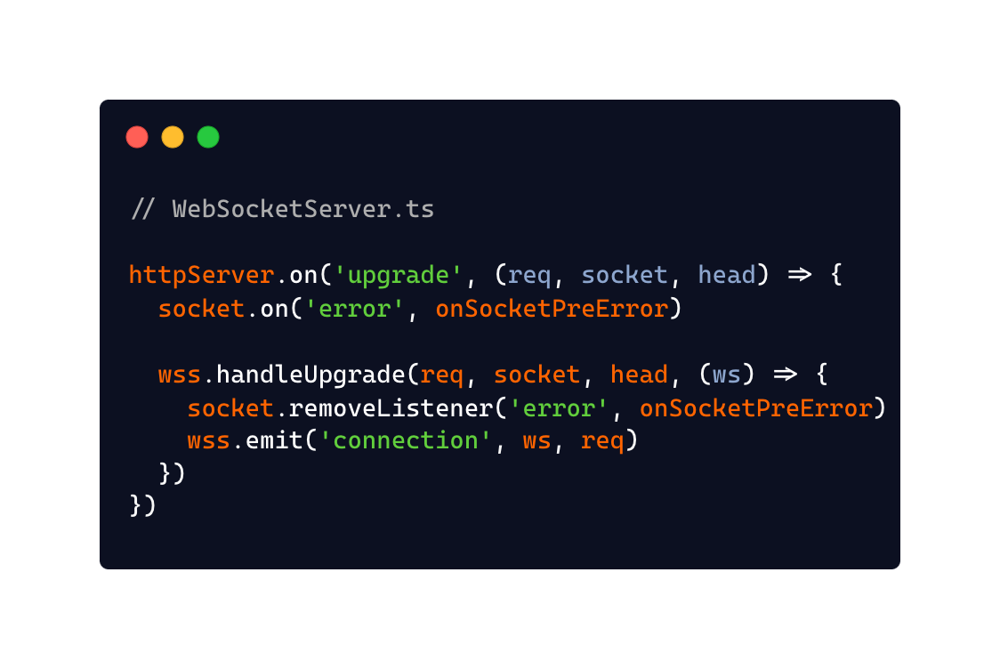 // WebSocketServer.ts
httpServer.on('upgrade', (req, socket, head) => {
  socket.on('error', onSocketPreError)
  wss.handleUpgrade(req, socket, head, (ws) => {
    socket.removeListener('error', onSocketPreError)
    wss.emit('connection', ws, req)
  })
})